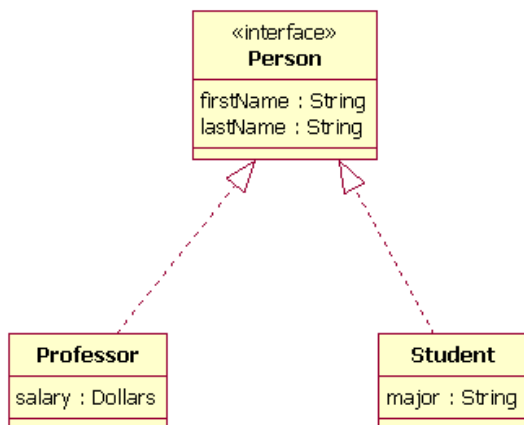 «interface»
Person
firstName : String
lastName : String
Professor
salary : Dollars
Student
major : String